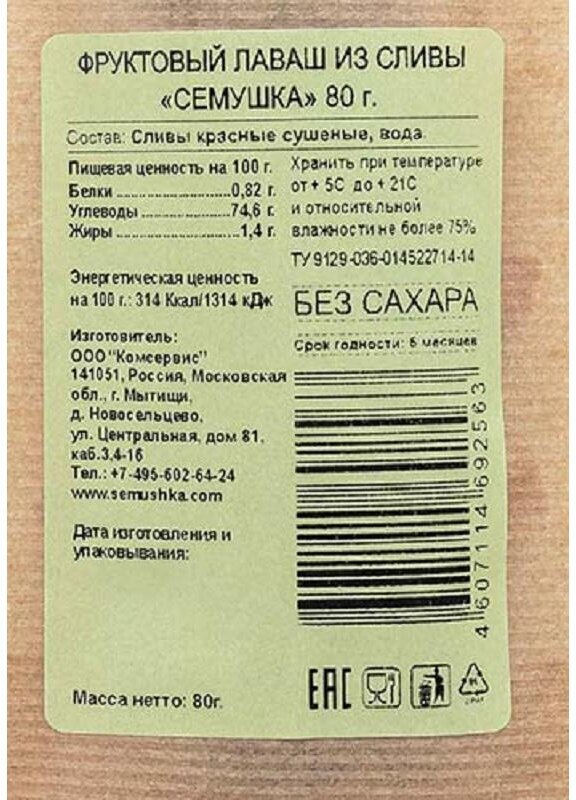 ФРУКТОВЫЙ ЛАВАШ ИЗ СЛИВЫ
«СЕМУШКА» 80 г.
Состав: Сливы красные сушеные, вода.
Пищевая ценность на 100 г.
Белки ................ 0,82 г.
Углеводы ............. 74,6 г.
Жиры ................. 1,4 г.
Энергетическая ценность
на 100 г.: 314 Ккал/1314 кДж
Изготовитель:
ООО "Комсервис"
141051, Россия, Московская
обл., г. Мытищи,
д. Новосельцево,
ул. Центральная, дом 81,
каб.3,4-16
Тел.: +7-495-602-64-24
www.semushka.com
Дата изготовления и
упаковывания:
Масса нетто: 80г.
Хранить при температуре
от + 5С до + 21С
и относительной
влажности не более 75%
ТУ 9129-036-014522714-14
БЕЗ САХАРА
Срок годности: 6 месяцев
4607114692563
ЕАС